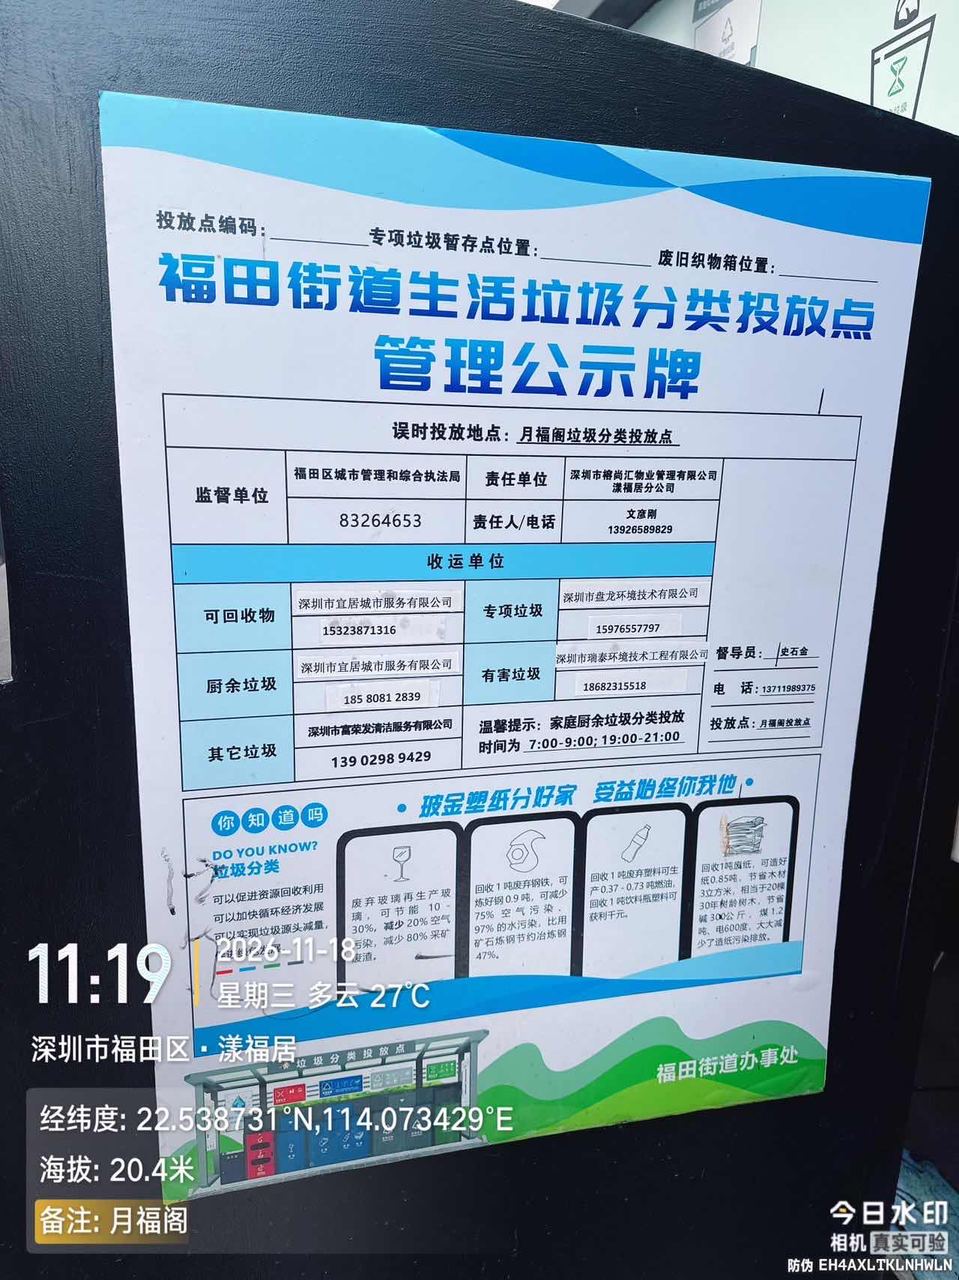 投放点编码:
专项垃圾暂存点位置:
废旧织物箱位置:
福田街道生活垃圾分类投放点
管理公示牌
误时投放地点: 月福阁垃圾分类投放点
监督单位
福田区城市管理和综合执法局
83264653
责任单位
深圳市榕尚汇物业管理有限公司
漾福居分公司
责任人/电话
文彦刚
13926589829
收运单位
可回收物
深圳市宜居城市服务有限公司
15323871316
专项垃圾
深圳市盘龙环境技术有限公司
15976557797
厨余垃圾
深圳市宜居城市服务有限公司
185 8081 2839
有害垃圾
深圳市瑞泰环境技术工程有限公司
18682315518
其它垃圾
深圳市富荣发清洁服务有限公司
139 0298 9429
温馨提示: 家庭厨余垃圾分类投放
时间为 7:00-9:00; 19:00-21:00
督导员: 史石金
电 话: 13711989375
投放点: 月福阁投放点
你知道吗
DO YOU KNOW?
垃圾分类
可以促进资源回收利用
可以加快循环经济发展
可以实现垃圾源头减量,
• 玻金塑纸分好家 受益始终你我他 •
废弃玻璃再生产玻
璃, 可节能 10-
30%, 减少 20% 空气
污染, 减少 80% 采矿
废渣。
回收 1 吨废弃钢铁, 可
炼好钢 0.9 吨, 可减少
75% 空气污染、
97% 的水污染, 比用
矿石炼钢节约冶炼钢
47%。
回收 1 吨废弃塑料可生
产 0.37 - 0.73 吨燃油,
回收 1 吨饮料瓶塑料可
获利千元。
回收1吨废纸, 可造好
纸0.85吨, 节省木材
3立方米, 相当于20棵
30年树龄树木, 节省
碱 300公斤, 煤 1.2
吨、电600度, 大大减
少了造纸污染排放。
垃圾分类投放点
福田街道办事处
11:19
2026-11-18
星期三 多云 27℃
深圳市福田区·漾福居
经纬度: 22.538731°N,114.073429°E
海拔: 20.4米
备注: 月福阁
今日水印
相机 真实可验
防伪 EH4AXLTKLNHWLN